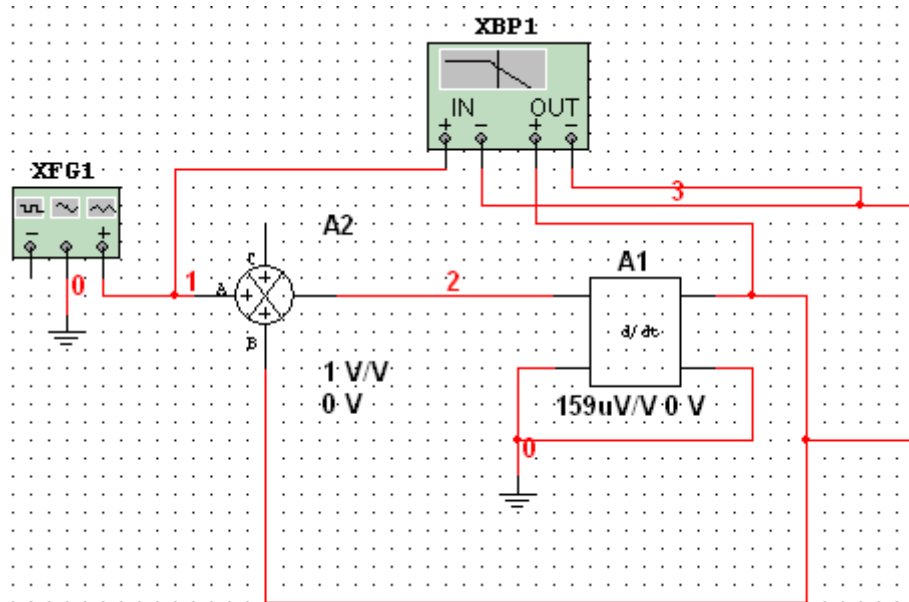 XBP1
IN OUT
+ − + −
XFG1
− +
3
A2
A1
C
0
1
A
+
+
+
2
B
d/dt
1 V/V
0 V
159uV/V 0 V
0